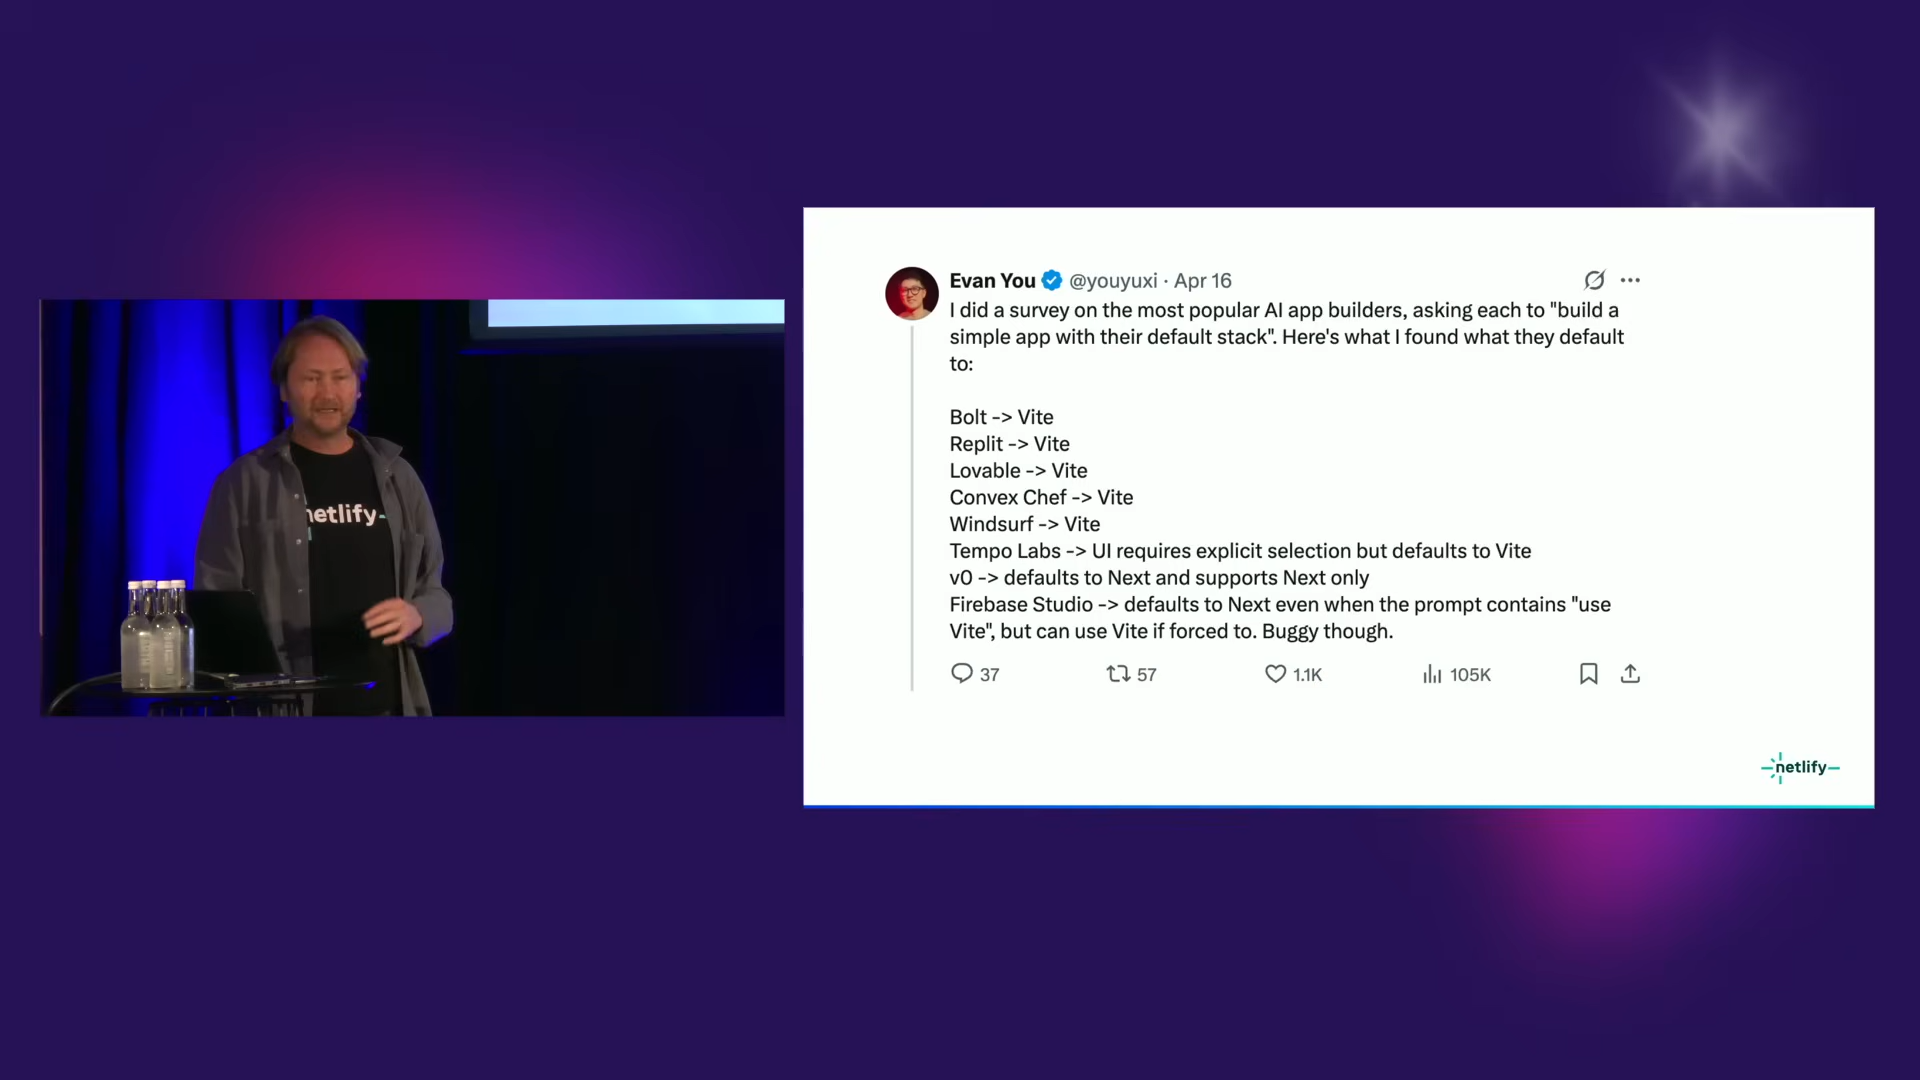 netlify
Evan You @youyuxi · Apr 16
I did a survey on the most popular AI app builders, asking each to "build a
simple app with their default stack". Here's what I found what they default
to:
Bolt -> Vite
Replit -> Vite
Lovable -> Vite
Convex Chef -> Vite
Windsurf -> Vite
Tempo Labs -> UI requires explicit selection but defaults to Vite
v0 -> defaults to Next and supports Next only
Firebase Studio -> defaults to Next even when the prompt contains "use
Vite", but can use Vite if forced to. Buggy though.
37 57 1.1K 105K
netlify